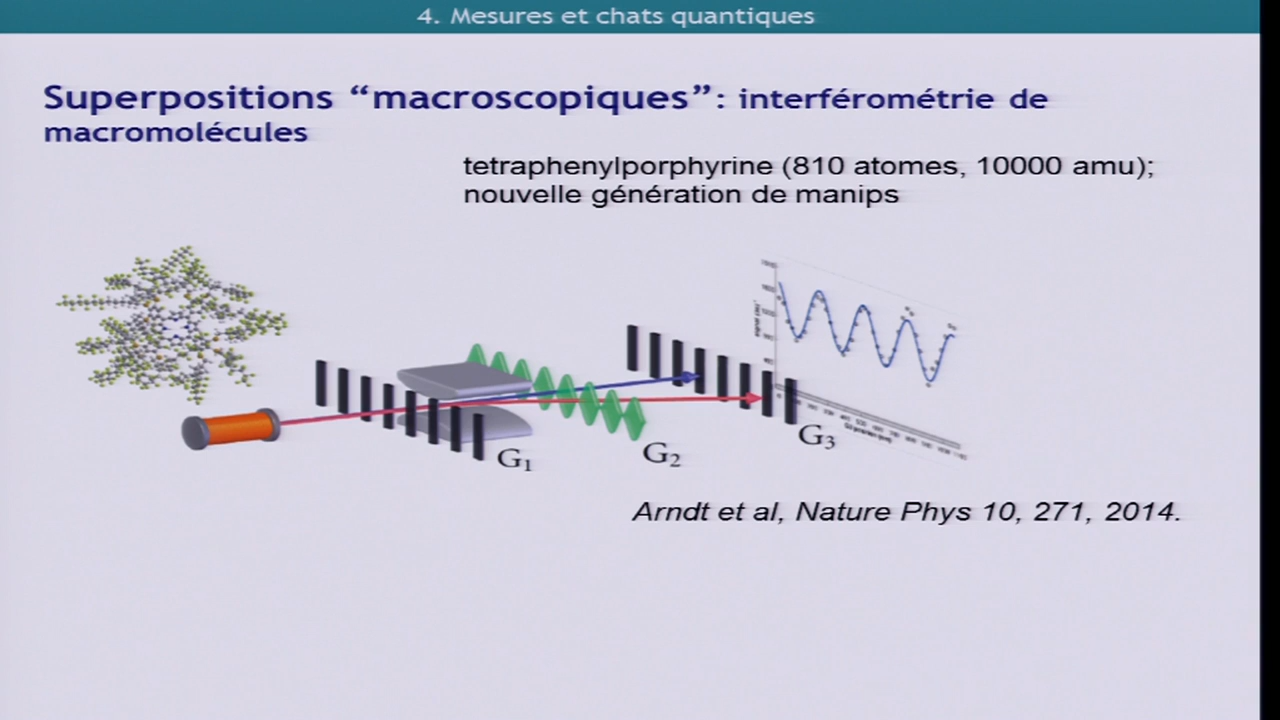 4. Mesures et chats quantiques
Superpositions “macroscopiques”: interférométrie de
macromolécules
tetraphenylporphyrine (810 atomes, 10000 amu);
nouvelle génération de manips
G1
G2
G3
Arndt et al, Nature Phys 10, 271, 2014.